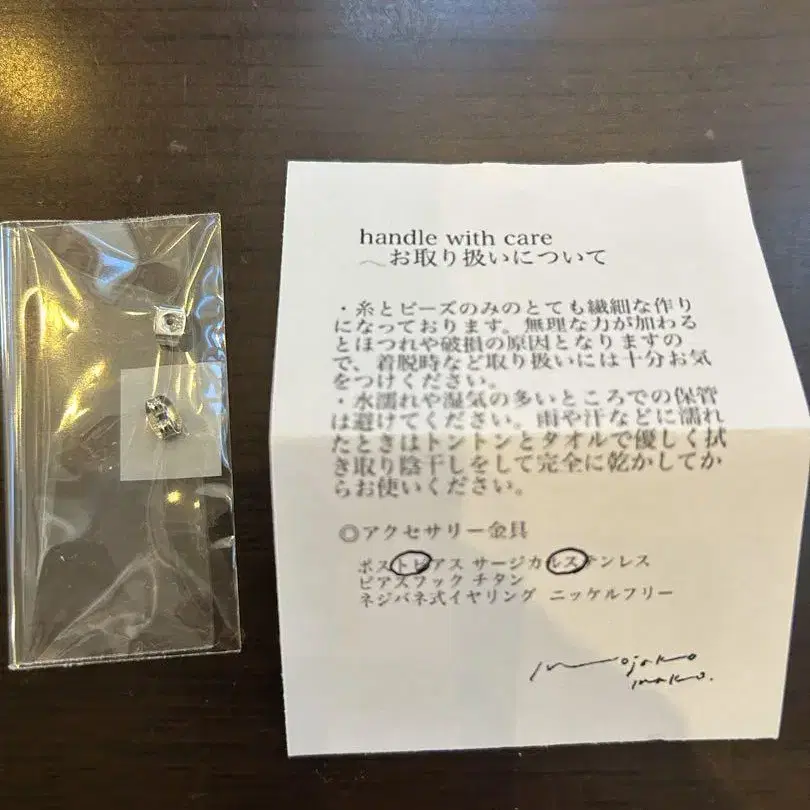 handle with care
〜お取り扱いについて
・糸とビーズのみのとても繊細な作り
になっております。無理な力が加わる
とほつれや破損の原因となりますの
で、着脱時など取り扱いには十分お気
をつけください。
・水濡れや湿気の多いところでの保管
は避けてください。雨や汗などに濡れ
たときはトントンとタオルで優しく拭
き取り陰干しをして完全に乾かしてか
らお使いください。
◎アクセサリー金具
ポストピアス サージカルステンレス
ピアスフック チタン
ネジバネ式イヤリング ニッケルフリー